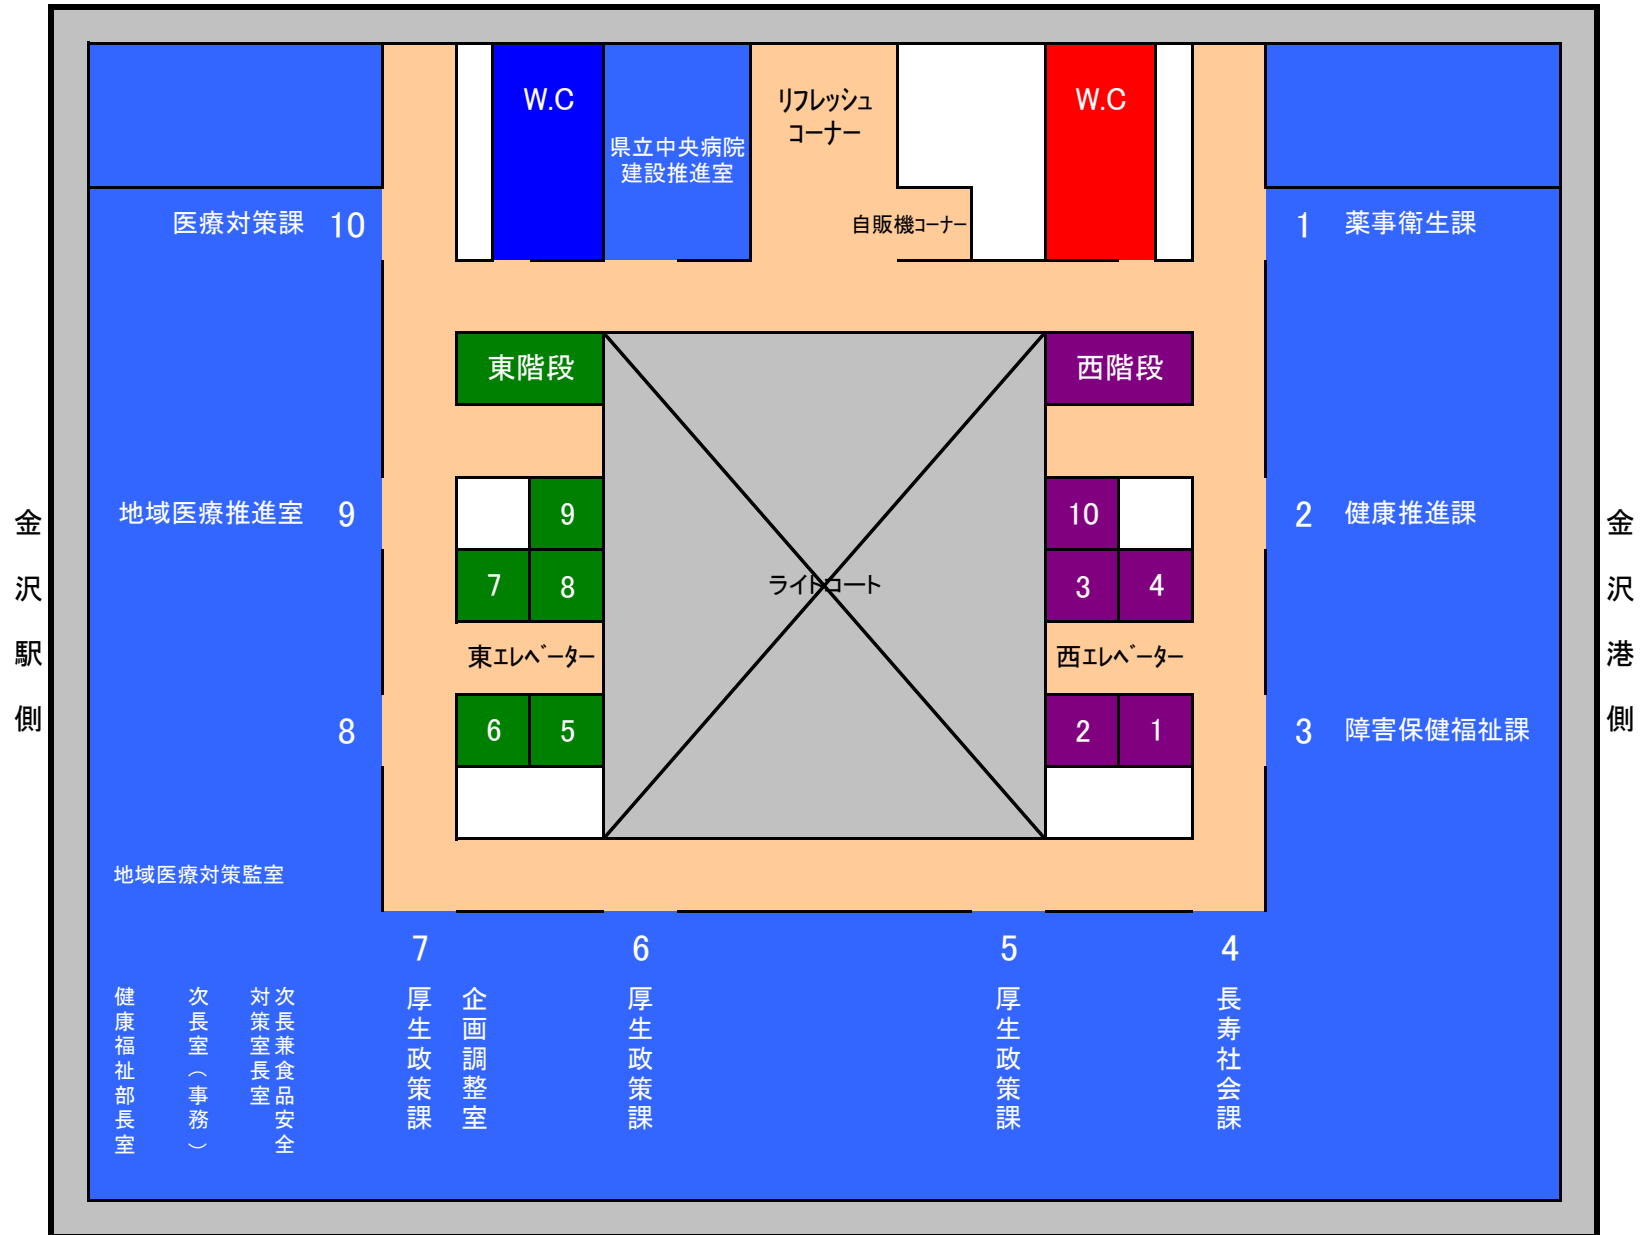 W.C
リフレッシュ
コーナー
W.C
県立中央病院
建設推進室
医療対策課 10
自販機コーナー
1 薬事衛生課
東階段
西階段
金沢駅側
地域医療推進室 9
9
10
2 健康推進課
金沢港側
7 8
ライトコート
3 4
東エレベーター
西エレベーター
8
6 5
2 1
3 障害保健福祉課
地域医療対策監室
7
6
5
4
健康福祉部長室
次長室（事務）
次長兼食品安全
対策室長室
厚生政策課
企画調整室
厚生政策課
厚生政策課
長寿社会課